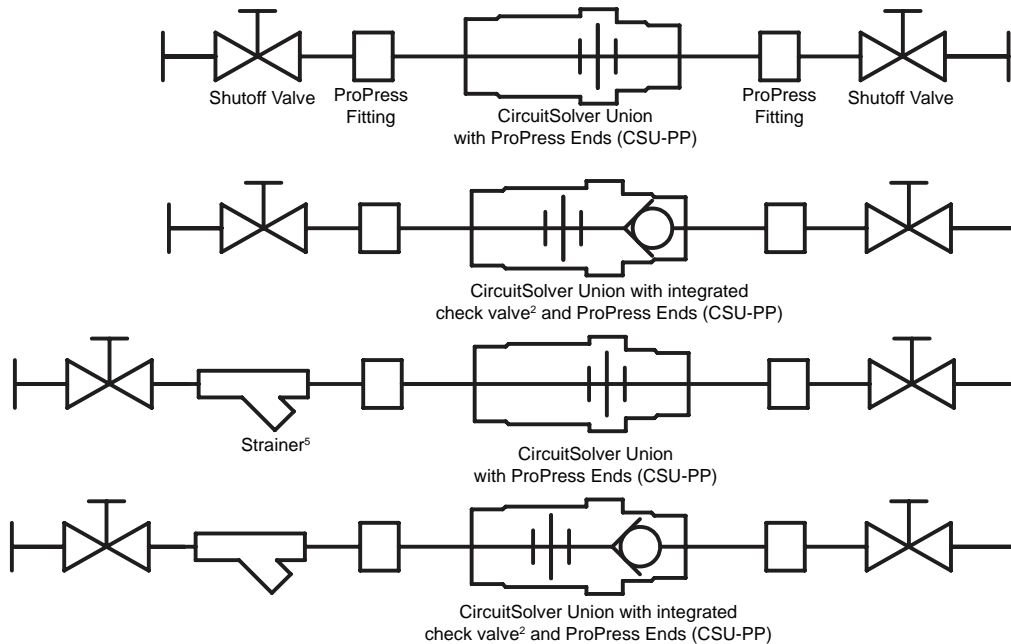 Shutoff Valve
ProPress
Fitting
CircuitSolver Union
with ProPress Ends (CSU-PP)
ProPress
Fitting
Shutoff Valve
CircuitSolver Union with integrated
check valve² and ProPress Ends (CSU-PP)
Strainer⁵
CircuitSolver Union
with ProPress Ends (CSU-PP)
CircuitSolver Union with integrated
check valve² and ProPress Ends (CSU-PP)